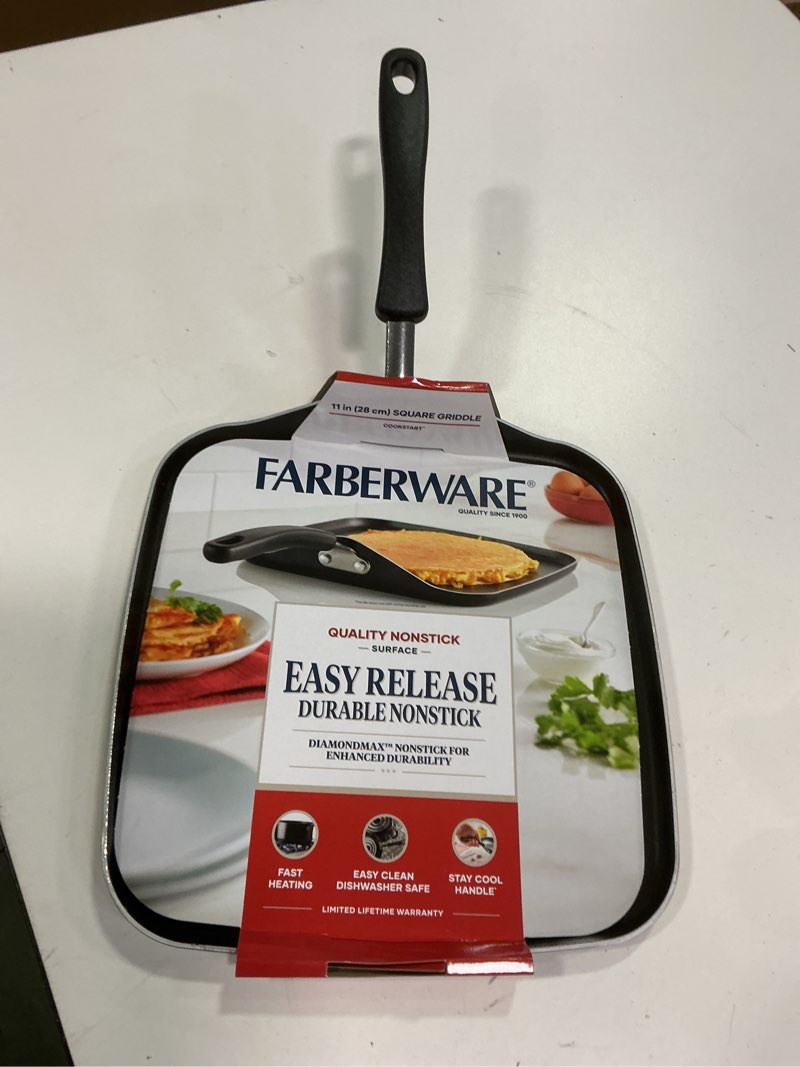 11 in (28 cm) SQUARE GRIDDLE
COOKSTART™
FARBERWARE®
QUALITY SINCE 1900
QUALITY NONSTICK
— SURFACE —
EASY RELEASE
DURABLE NONSTICK
DIAMONDMAX™ NONSTICK FOR
ENHANCED DURABILITY
FAST
HEATING
EASY CLEAN
DISHWASHER SAFE
STAY COOL
HANDLE*
LIMITED LIFETIME WARRANTY